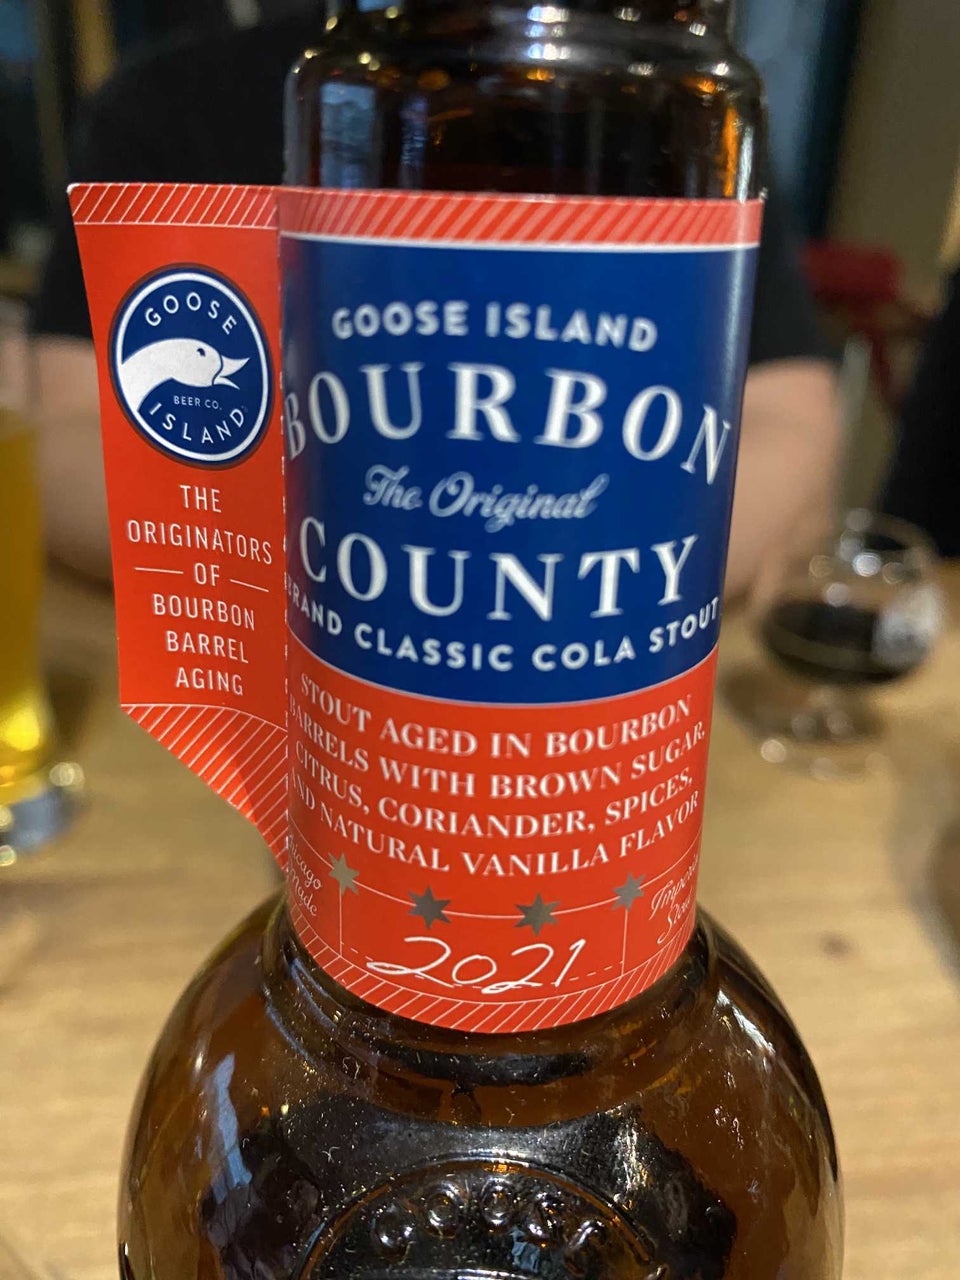 GOOSE
BEER CO.
ISLAND
THE
ORIGINATORS
OF
BOURBON
BARREL
AGING
GOOSE ISLAND
BOURBON
The Original
COUNTY
BRAND CLASSIC COLA STOUT
STOUT AGED IN BOURBON
BARRELS WITH BROWN SUGAR,
CITRUS, CORIANDER, SPICES,
AND NATURAL VANILLA FLAVOR
Chicago
Made
Imperial
Stout
2021